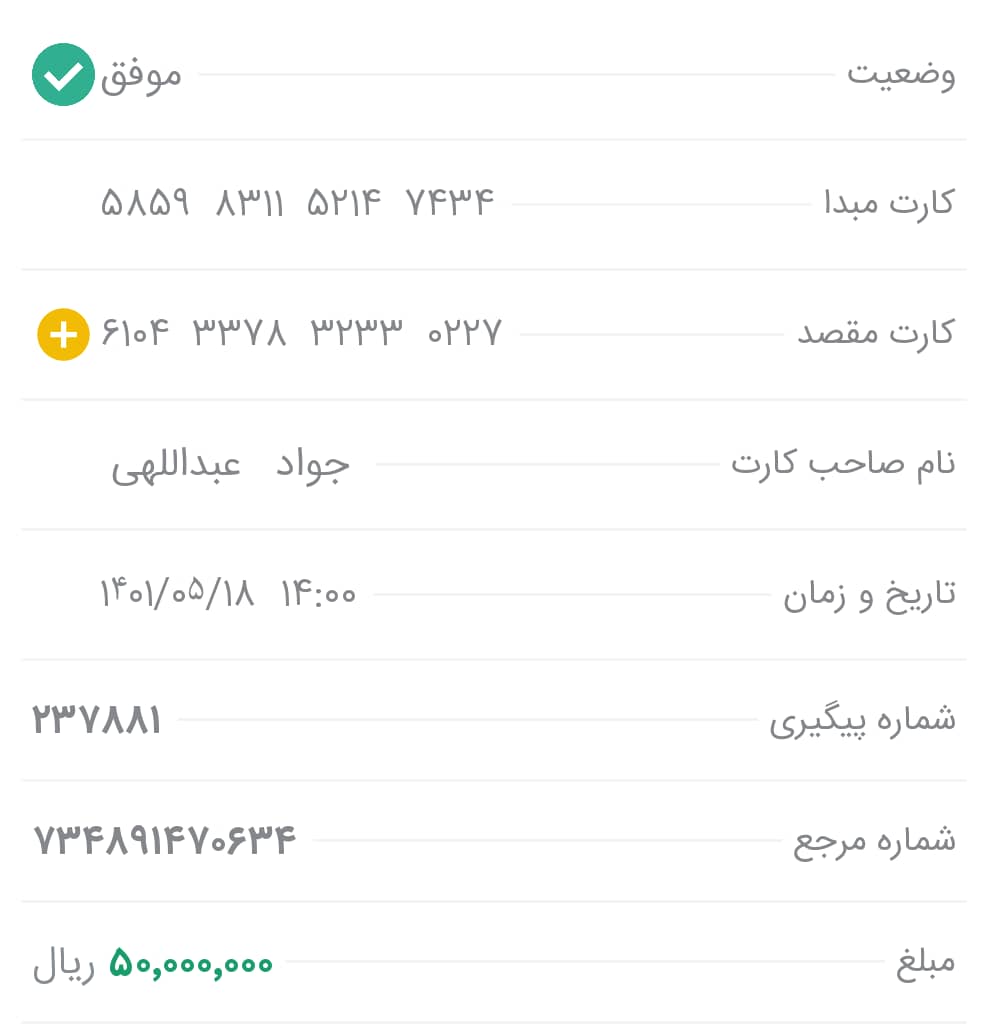 وضعیت موفق
کارت مبدا ۵۸۵۹ ۸۳۱۱ ۵۲۱۴ ۷۴۳۴
کارت مقصد ۶۱۰۴ ۳۳۷۸ ۳۲۳۳ ۰۲۲۷
نام صاحب کارت جواد عبداللهی
تاریخ و زمان ۱۴۰۱/۰۵/۱۸ ۱۴:۰۰
شماره پیگیری ۲۳۷۸۸۱
شماره مرجع ۷۳۴۸۹۱۴۷۰۶۳۴
مبلغ ۵۰,۰۰۰,۰۰۰ ریال